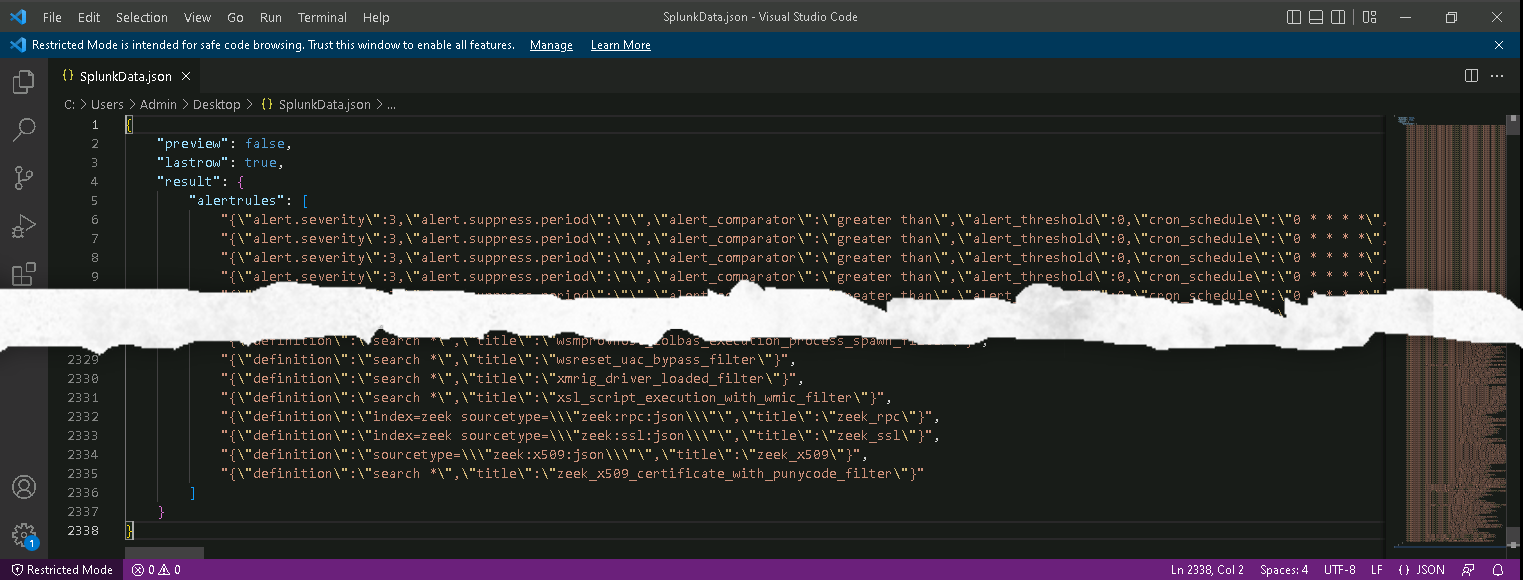 File Edit Selection View Go Run Terminal Help SplunkData.json - Visual Studio Code
Restricted Mode is intended for safe code browsing. Trust this window to enable all features. Manage Learn More
{} SplunkData.json
C: > Users > Admin > Desktop > {} SplunkData.json > ...
1 {
2 "preview": false,
3 "lastrow": true,
4 "result": {
5 "alertrules": [
6 "{\"alert.severity\":3,\"alert.suppress.period\":\"\",\"alert_comparator\":\"greater than\",\"alert_threshold\":0,\"cron_schedule\":\"0 * * * *\",
7 "{\"alert.severity\":3,\"alert.suppress.period\":\"\",\"alert_comparator\":\"greater than\",\"alert_threshold\":0,\"cron_schedule\":\"0 * * * *\",
8 "{\"alert.severity\":3,\"alert.suppress.period\":\"\",\"alert_comparator\":\"greater than\",\"alert_threshold\":0,\"cron_schedule\":\"0 * * * *\",
9 "{\"alert.severity\":3,\"alert.suppress.period\":\"\",\"alert_comparator\":\"greater than\",\"alert_threshold\":0,\"cron_schedule\":\"0 * * * *\",
2329 "{\"definition\":\"search *\",\"title\":\"wsreset_uac_bypass_filter\"}",
2330 "{\"definition\":\"search *\",\"title\":\"xmrig_driver_loaded_filter\"}",
2331 "{\"definition\":\"search *\",\"title\":\"xsl_script_execution_with_wmic_filter\"}",
2332 "{\"definition\":\"index=zeek sourcetype=\\\"zeek:rpc:json\\\"\",\"title\":\"zeek_rpc\"}",
2333 "{\"definition\":\"index=zeek sourcetype=\\\"zeek:ssl:json\\\"\",\"title\":\"zeek_ssl\"}",
2334 "{\"definition\":\"sourcetype=\\\"zeek:x509:json\\\"\",\"title\":\"zeek_x509\"}",
2335 "{\"definition\":\"search *\",\"title\":\"zeek_x509_certificate_with_punycode_filter\"}"
2336 ]
2337 }
2338 }
1
Restricted Mode 0 0 Ln 2338, Col 2 Spaces: 4 UTF-8 LF {} JSON